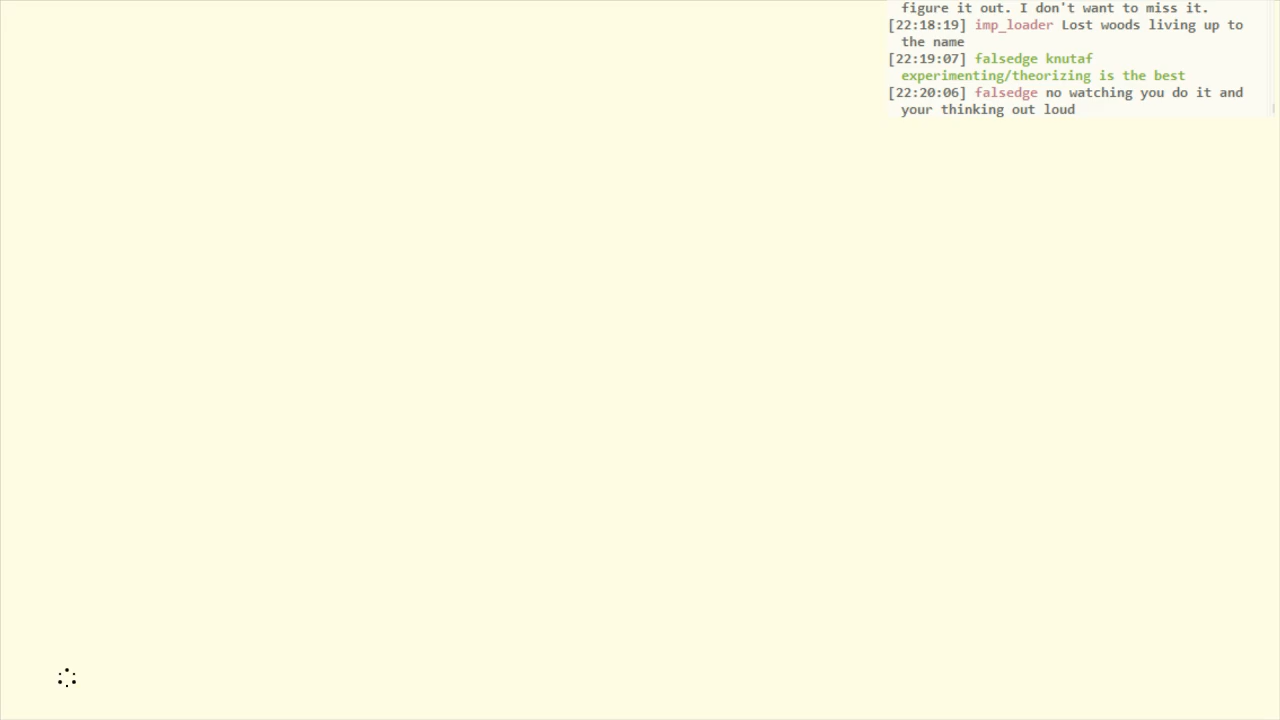 figure it out. I don't want to miss it.
[22:18:19] imp_loader Lost woods living up to
the name
[22:19:07] falsedge knutaf
experimenting/theorizing is the best
[22:20:06] falsedge no watching you do it and
your thinking out loud